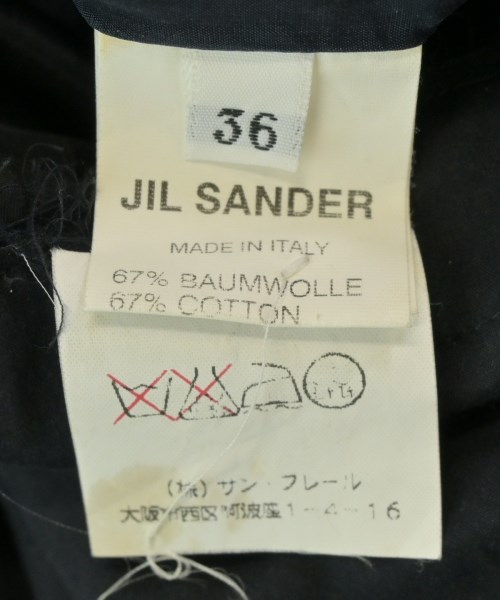 36
JIL SANDER
MADE IN ITALY
67% BAUMWOLLE
67% COTTON
(株) サン・フレール
大阪市西区阿波座1-4-16